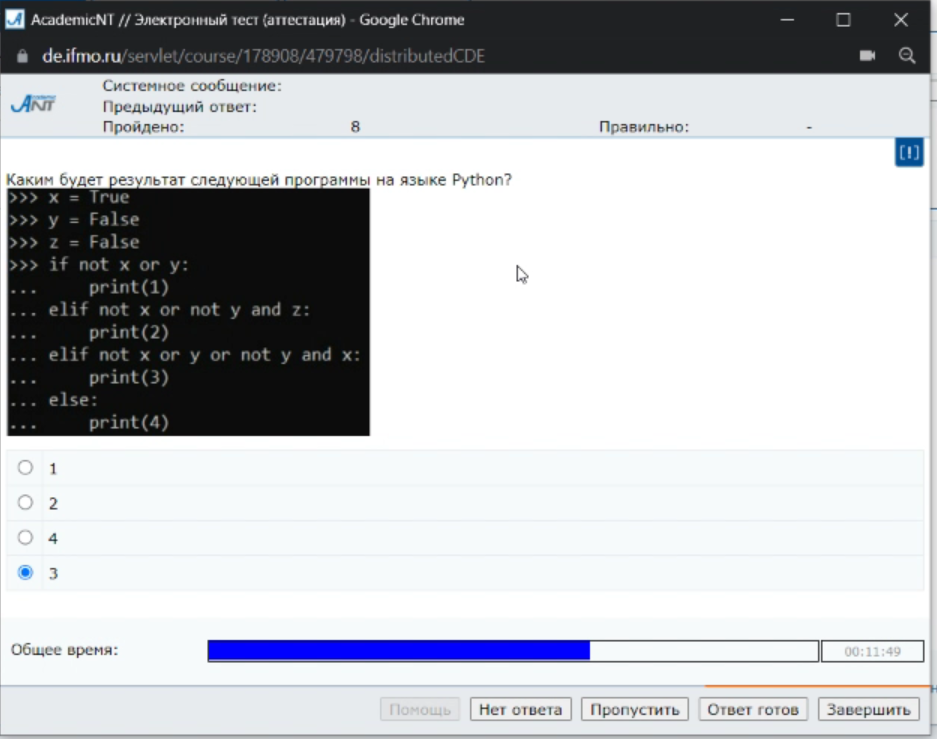 AcademicNT // Электронный тест (аттестация) - Google Chrome
de.ifmo.ru/servlet/course/178908/479798/distributedCDE
Системное сообщение:
Предыдущий ответ:
Пройдено: 8 Правильно: -
ANT
[!]
Каким будет результат следующей программы на языке Python?
>>> x = True
>>> y = False
>>> z = False
>>> if not x or y:
...     print(1)
... elif not x or not y and z:
...     print(2)
... elif not x or y or not y and x:
...     print(3)
... else:
...     print(4)
1
2
4
3
Общее время: 00:11:49
Помощь Нет ответа Пропустить Ответ готов Завершить